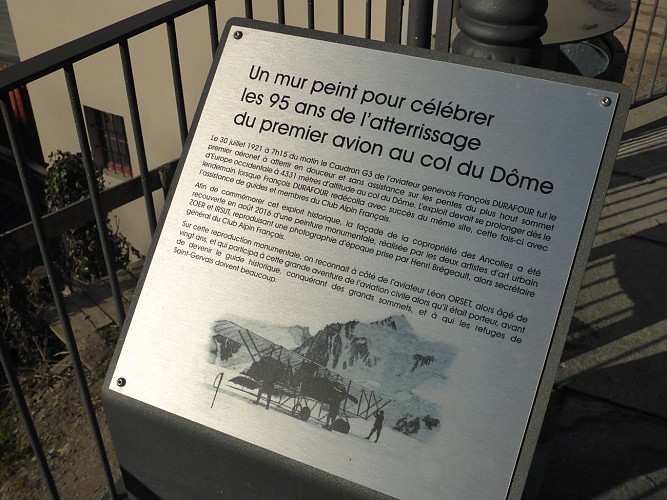 Un mur peint pour célébrer
les 95 ans de l'atterrissage
du premier avion au col du Dôme
Le 30 juillet 1921 à 7h15 du matin le Caudron G3 de l'aviateur genevois François DURAFOUR fut le
premier aéronef à atterrir en douceur et sans assistance sur les pentes du plus haut sommet
d'Europe occidentale à 4331 mètres d'altitude au col du Dôme. L'exploit devait se prolonger dès le
lendemain lorsque François DURAFOUR redécolla avec succès du même site, cette fois-ci avec
l'assistance de guides et membres du Club Alpin Français.
Afin de commémorer cet exploit historique, la façade de la copropriété des Ancolies a été
recouverte en août 2016 d'une peinture monumentale, réalisée par les deux artistes d'art urbain
ZOER et IRSUT, reproduisant une photographie d'époque prise par Henri Brégeault, alors secrétaire
général du Club Alpin Français.
Sur cette reproduction monumentale, on reconnaît à côté de l'aviateur Léon ORSET, alors âgé de
vingt ans, et qui participa à cette grande aventure de l'aviation civile alors qu'il était porteur, avant
de devenir le guide historique, conquérant des grands sommets, et à qui les refuges de
Saint-Gervais doivent beaucoup.